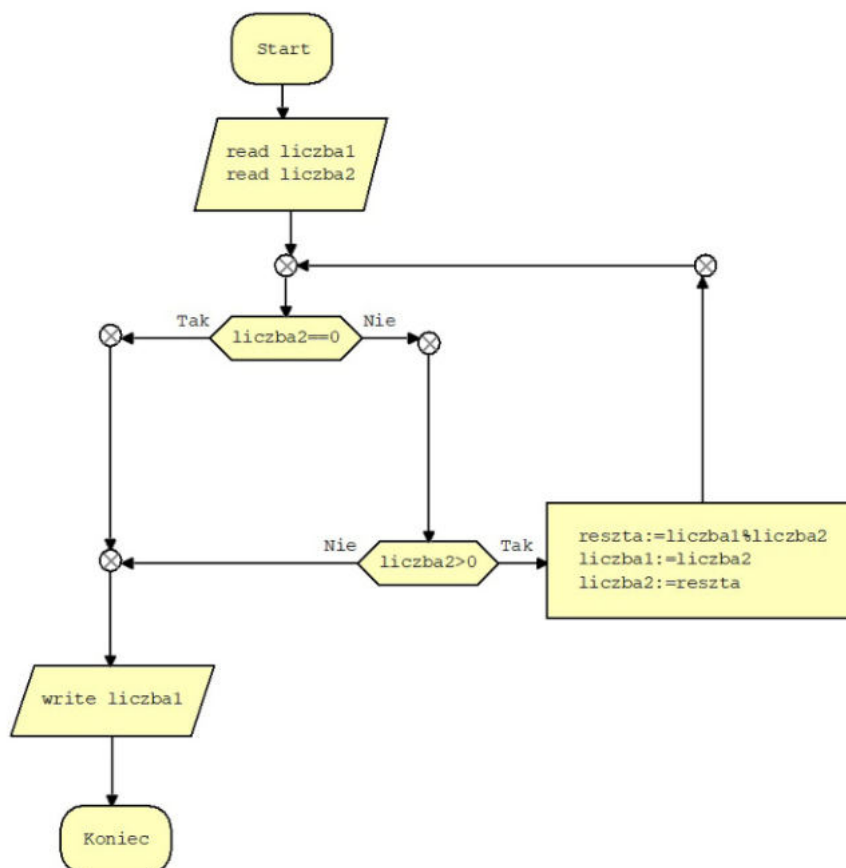 Start
read liczba1
read liczba2
Tak
liczba2==0
Nie
Nie
liczba2>0
Tak
reszta:=liczba1%liczba2
liczba1:=liczba2
liczba2:=reszta
write liczba1
Koniec